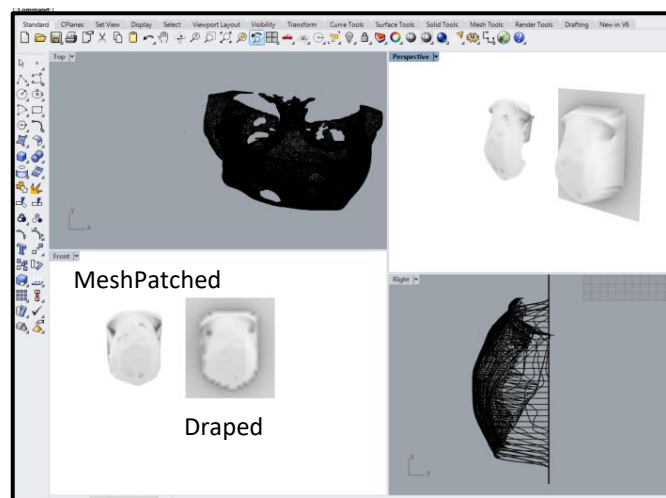 Command:
Standard CPlanes Set View Display Select Viewport Layout Visibility Transform Curve Tools Surface Tools Solid Tools Mesh Tools Render Tools Drafting New in V6
Top
Perspective
y
x
Front
MeshPatched
Draped
Right
z
y